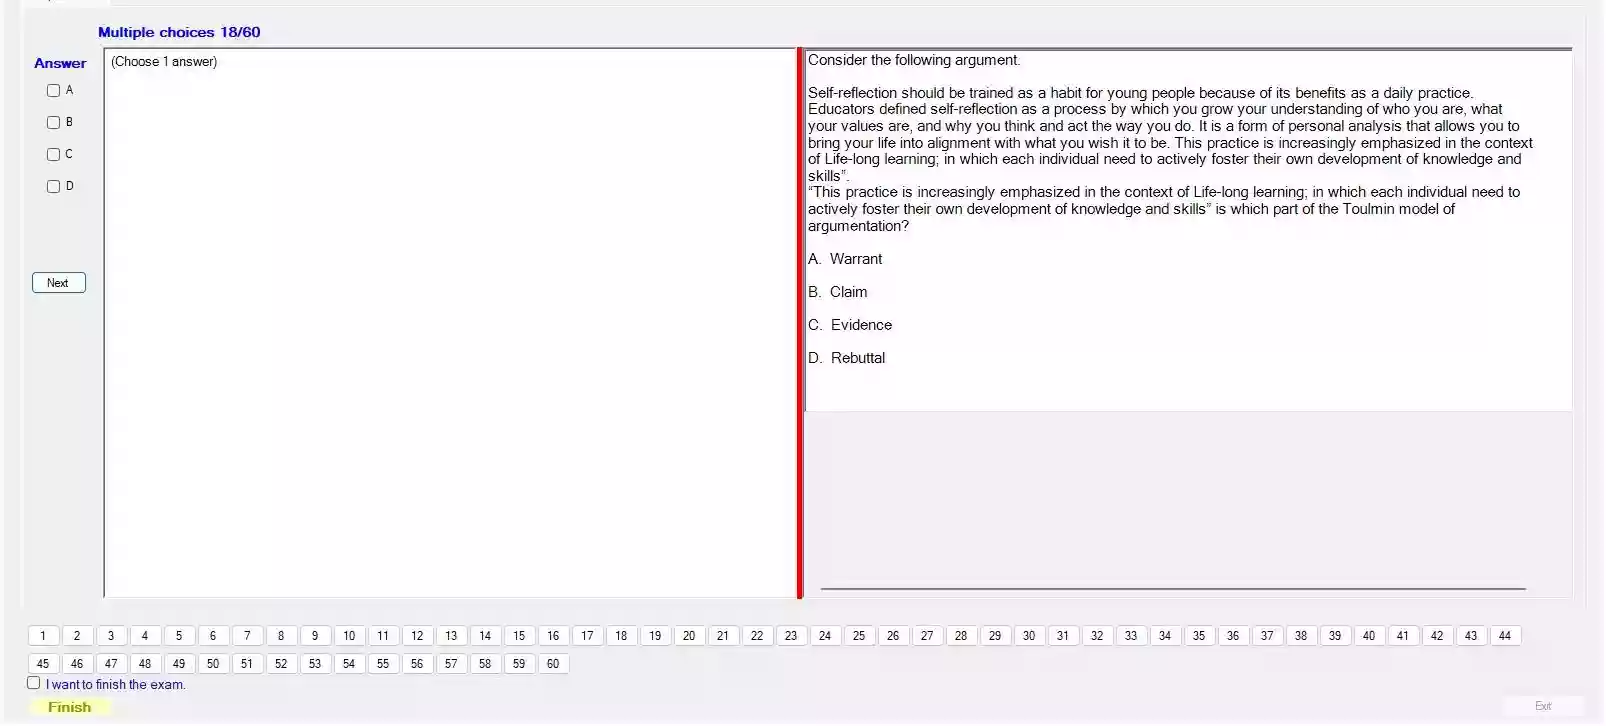 Multiple choices 18/60
Answer
(Choose 1 answer)
A
B
C
D
Next
Consider the following argument.
Self-reflection should be trained as a habit for young people because of its benefits as a daily practice.
Educators defined self-reflection as a process by which you grow your understanding of who you are, what
your values are, and why you think and act the way you do. It is a form of personal analysis that allows you to
bring your life into alignment with what you wish it to be. This practice is increasingly emphasized in the context
of Life-long learning; in which each individual need to actively foster their own development of knowledge and
skills”.
“This practice is increasingly emphasized in the context of Life-long learning; in which each individual need to
actively foster their own development of knowledge and skills” is which part of the Toulmin model of
argumentation?
A. Warrant
B. Claim
C. Evidence
D. Rebuttal
1 2 3 4 5 6 7 8 9 10 11 12 13 14 15 16 17 18 19 20 21 22 23 24 25 26 27 28 29 30 31 32 33 34 35 36 37 38 39 40 41 42 43 44
45 46 47 48 49 50 51 52 53 54 55 56 57 58 59 60
I want to finish the exam.
Finish
Exit